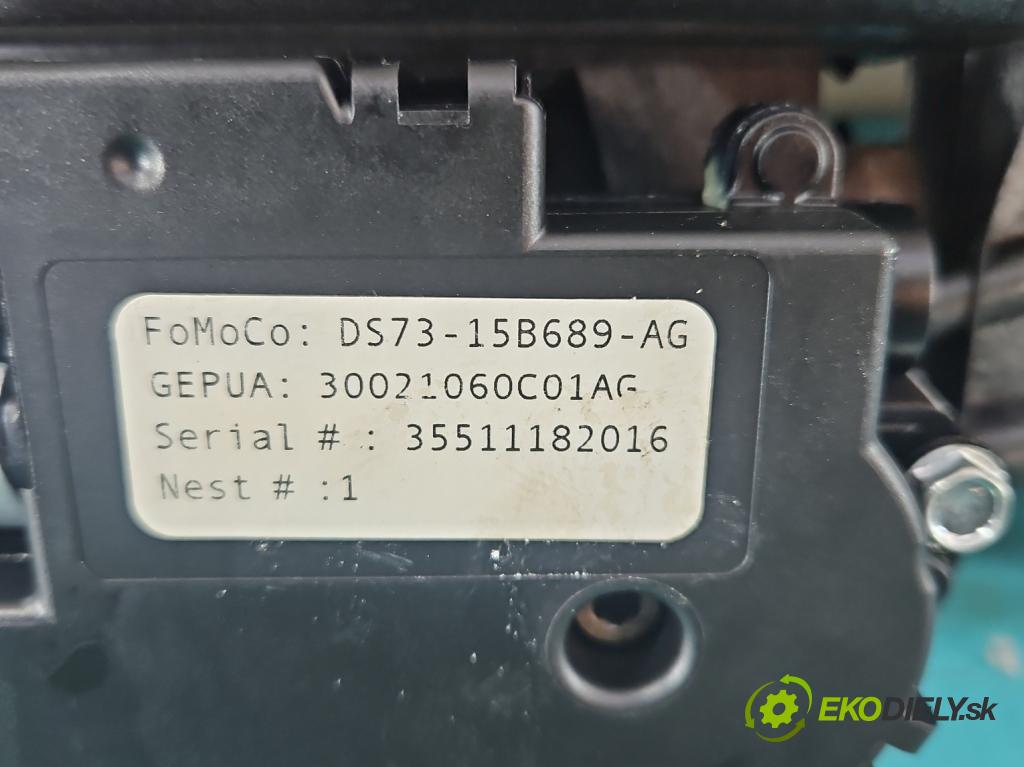 FoMoCo: DS73-15B689-AG
GEPUA: 30021060C01AG
Serial # : 35511182016
Nest # :1
EKODIELY.sk